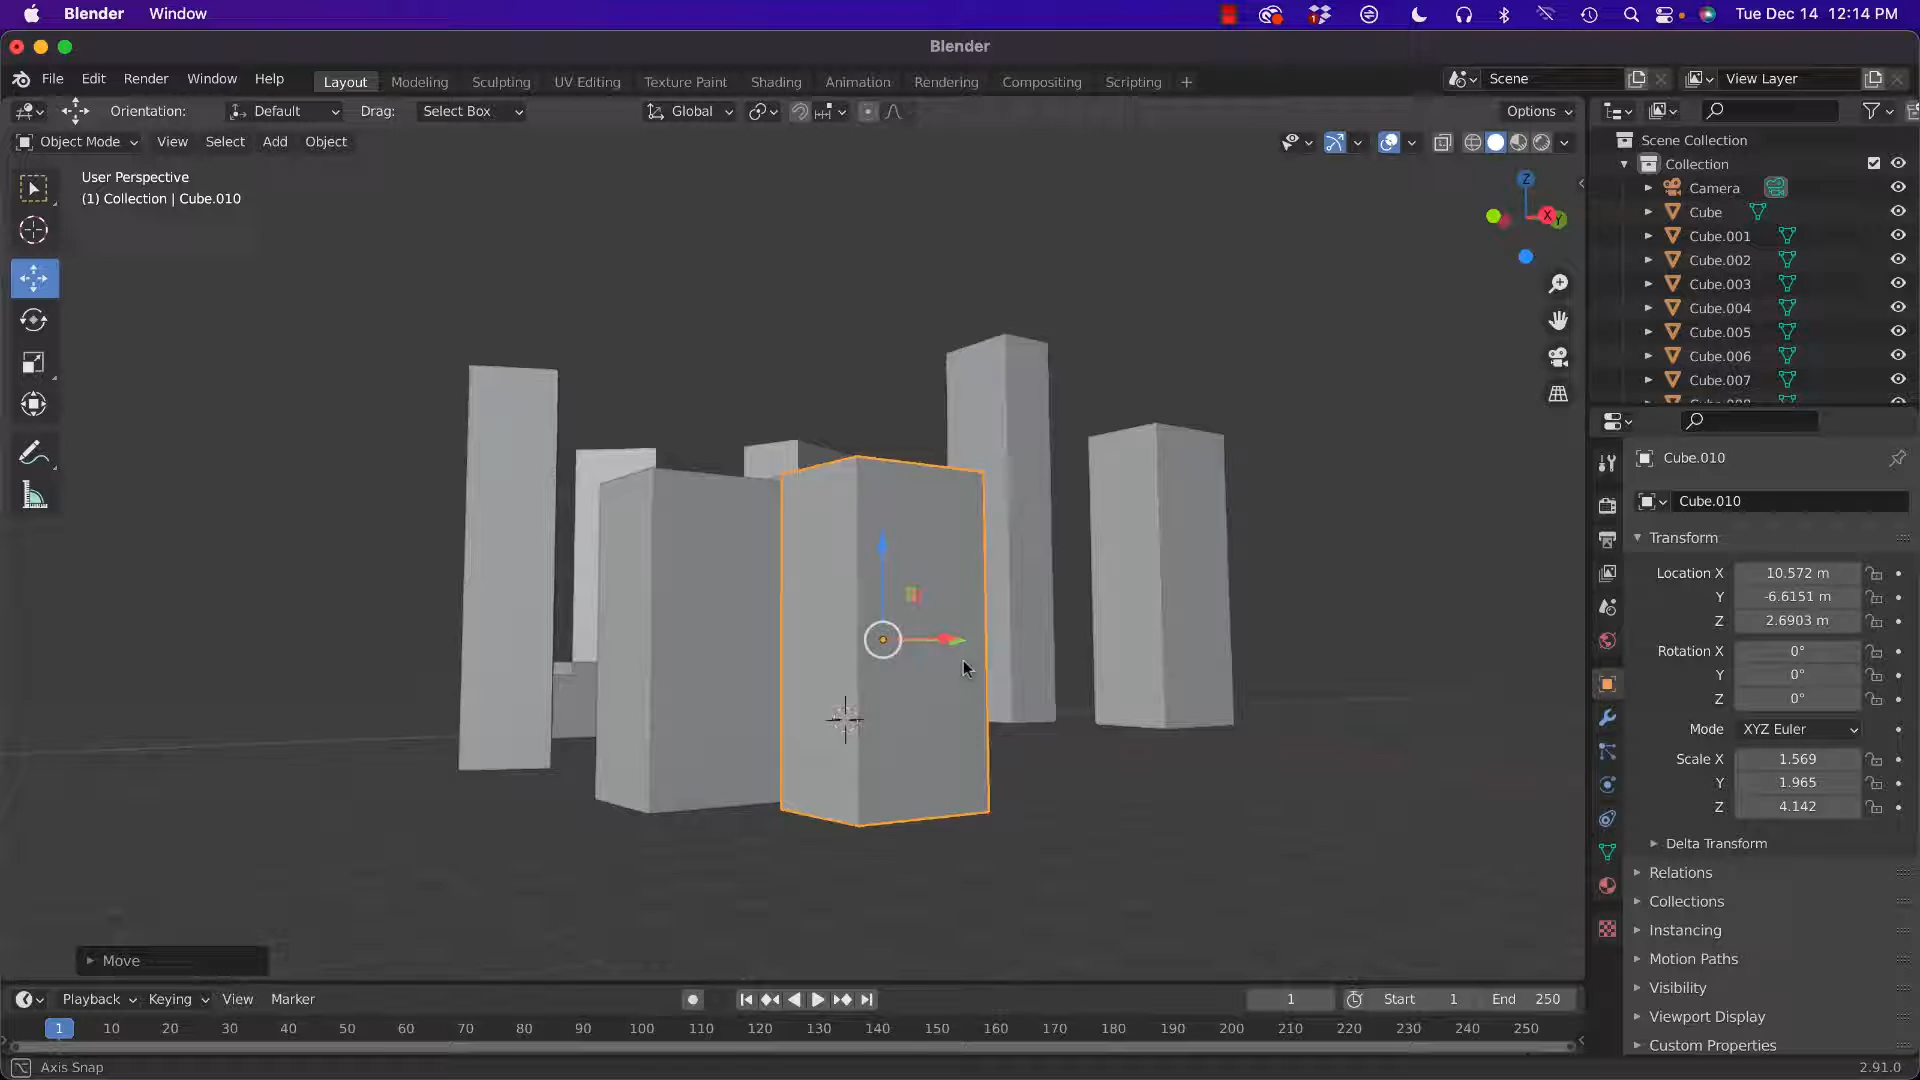 Blender Window Tue Dec 14 12:14 PM
Blender
File Edit Render Window Help Layout Modeling Sculpting UV Editing Texture Paint Shading Animation Rendering Compositing Scripting + Scene View Layer
Orientation: Default Drag: Select Box Global Options
Object Mode View Select Add Object
User Perspective
(1) Collection | Cube.010
Z
X
Y
Scene Collection
Collection
Camera
Cube
Cube.001
Cube.002
Cube.003
Cube.004
Cube.005
Cube.006
Cube.007
Cube.010
Cube.010
Transform
Location X 10.572 m
Y -6.6151 m
Z 2.6903 m
Rotation X 0°
Y 0°
Z 0°
Mode XYZ Euler
Scale X 1.569
Y 1.965
Z 4.142
Delta Transform
Relations
Collections
Instancing
Motion Paths
Visibility
Viewport Display
Custom Properties
Move
Playback Keying View Marker 1 Start 1 End 250
1 10 20 30 40 50 60 70 80 90 100 110 120 130 140 150 160 170 180 190 200 210 220 230 240 250
Axis Snap 2.91.0